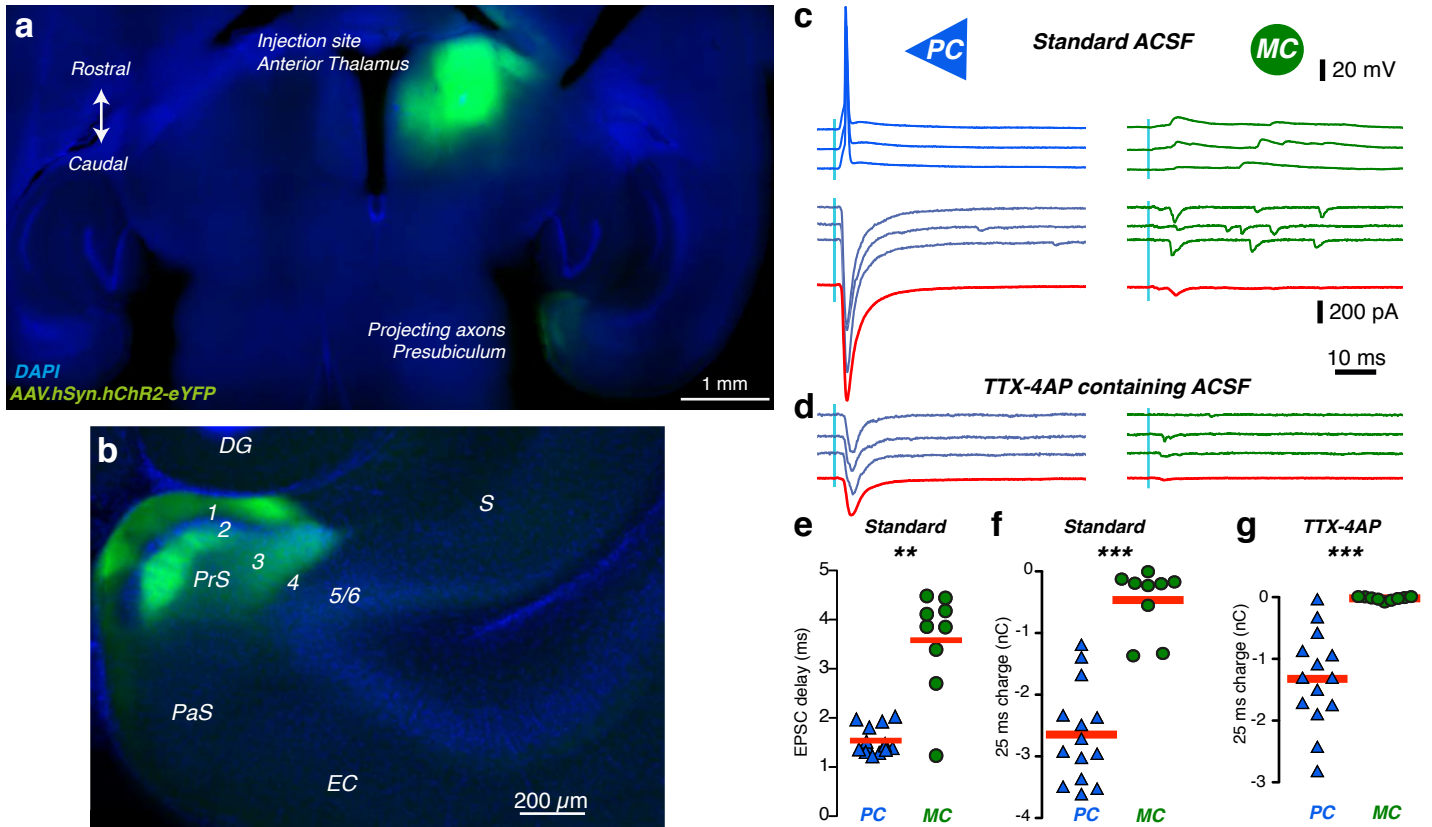 a
Injection site
Anterior Thalamus
Rostral
Caudal
Projecting axons
Presubiculum
DAPI
AAV.hSyn.hChR2-eYFP
1 mm
b
DG
S
1
2
3
PrS
4
5/6
PaS
EC
200 µm
c
PC
Standard ACSF
MC
20 mV
200 pA
10 ms
TTX-4AP containing ACSF
d
e
Standard
**
EPSC delay (ms)
5
4
3
2
1
0
PC
MC
f
Standard
***
25 ms charge (nC)
0
-1
-2
-3
-4
PC
MC
g
TTX-4AP
***
25 ms charge (nC)
0
-1
-2
-3
PC
MC